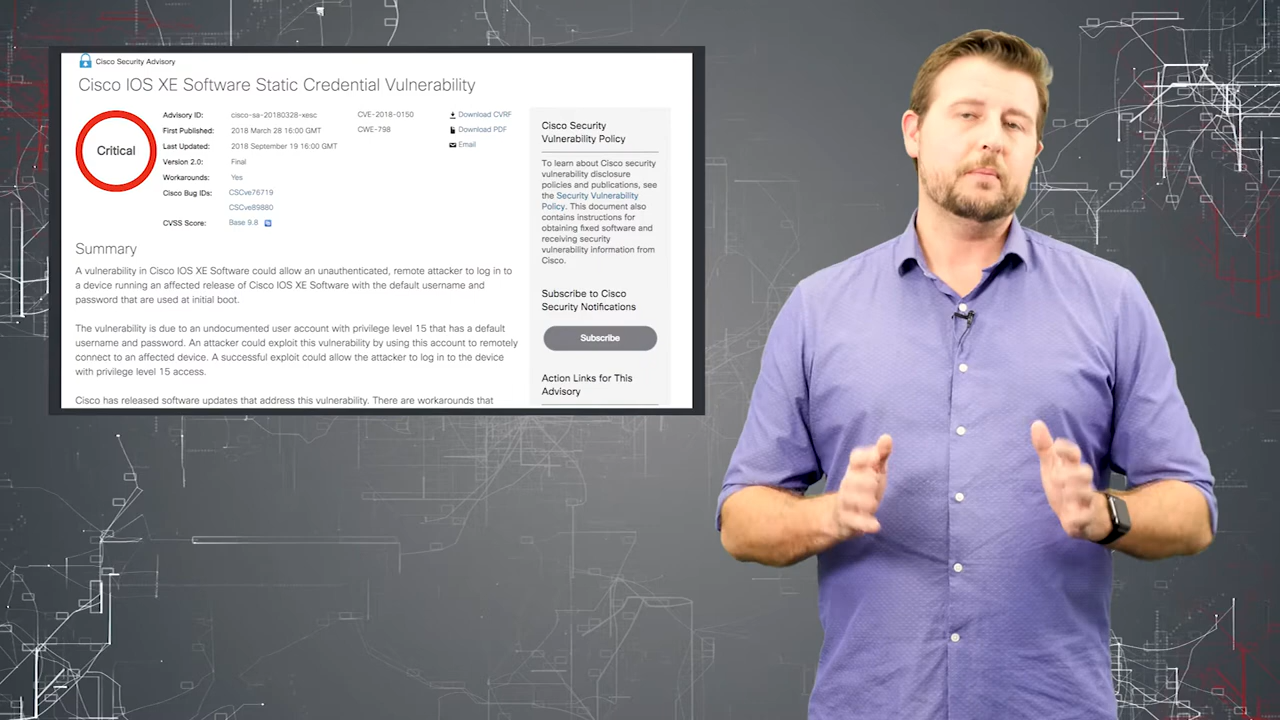 Cisco Security Advisory
Cisco IOS XE Software Static Credential Vulnerability
Critical
Advisory ID: cisco-sa-20180328-xesc
First Published: 2018 March 28 16:00 GMT
Last Updated: 2018 September 19 16:00 GMT
Version 2.0: Final
Workarounds: Yes
Cisco Bug IDs: CSCve76719
CSCve89880
CVSS Score: Base 9.8
CVE-2018-0150
CWE-798
Download CVRF
Download PDF
Email
Summary
A vulnerability in Cisco IOS XE Software could allow an unauthenticated, remote attacker to log in to
a device running an affected release of Cisco IOS XE Software with the default username and
password that are used at initial boot.
The vulnerability is due to an undocumented user account with privilege level 15 that has a default
username and password. An attacker could exploit this vulnerability by using this account to remotely
connect to an affected device. A successful exploit could allow the attacker to log in to the device
with privilege level 15 access.
Cisco has released software updates that address this vulnerability. There are workarounds that
Cisco Security
Vulnerability Policy
To learn about Cisco security
vulnerability disclosure
policies and publications, see
the Security Vulnerability
Policy. This document also
contains instructions for
obtaining fixed software and
receiving security
vulnerability information from
Cisco.
Subscribe to Cisco
Security Notifications
Subscribe
Action Links for This
Advisory